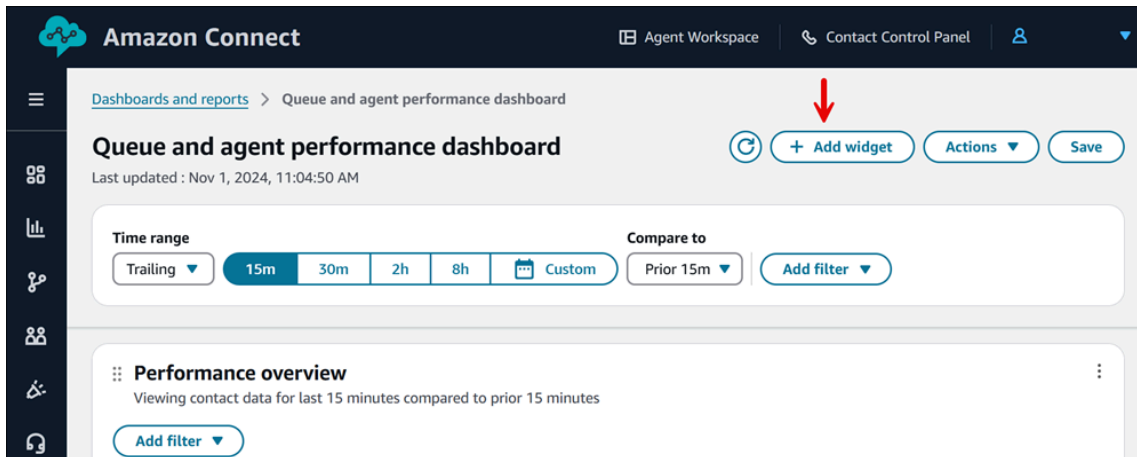 Amazon Connect
Agent Workspace
Contact Control Panel
Dashboards and reports > Queue and agent performance dashboard
Queue and agent performance dashboard
+ Add widget
Actions
Save
Last updated : Nov 1, 2024, 11:04:50 AM
Time range
Compare to
Trailing
15m
30m
2h
8h
Custom
Prior 15m
Add filter
Performance overview
Viewing contact data for last 15 minutes compared to prior 15 minutes
Add filter